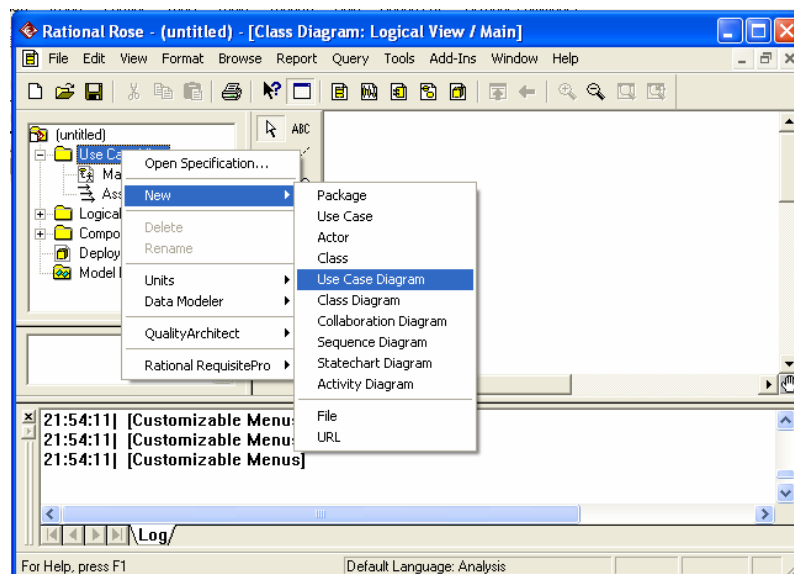 Rational Rose - (untitled) - [Class Diagram: Logical View / Main]
File Edit View Format Browse Report Query Tools Add-Ins Window Help
ABC
(untitled)
Use Ca
Ma
Ass
Logical
Compo
Deploy
Model
Open Specification...
New
Delete
Rename
Units
Data Modeler
QualityArchitect
Rational RequisitePro
Package
Use Case
Actor
Class
Use Case Diagram
Class Diagram
Collaboration Diagram
Sequence Diagram
Statechart Diagram
Activity Diagram
File
URL
21:54:11| [Customizable Menu
21:54:11| [Customizable Menu
21:54:11| [Customizable Menus]
Log
For Help, press F1
Default Language: Analysis